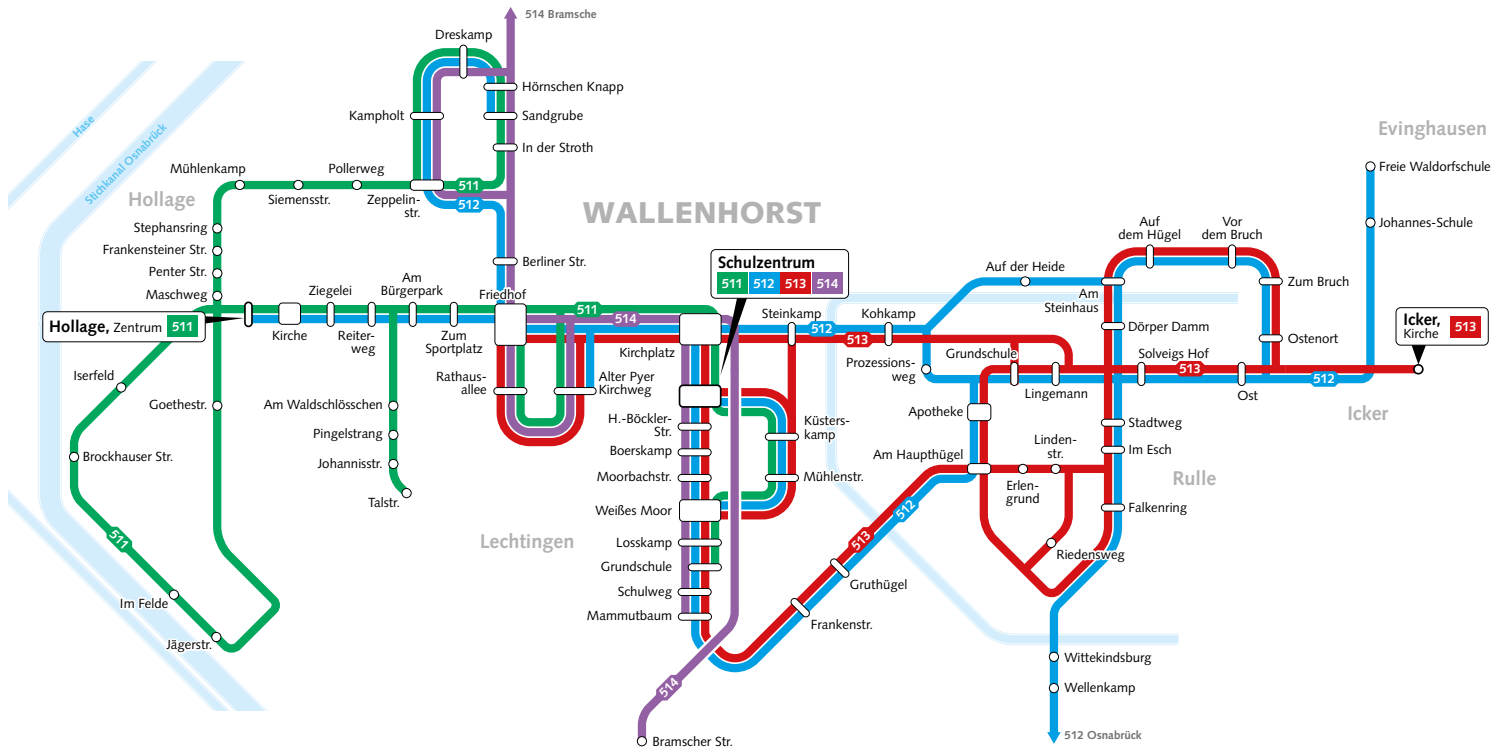 514 Bramsche
Dreskamp
Hörnschen Knapp
Kampholt
Sandgrube
In der Stroth
Hase
Stichkanal Osnabrück
Evinghausen
Freie Waldorfschule
Mühlenkamp
Pollerweg
Hollage
Siemensstr.
Zeppelin-
str.
511
512
WALLENHORST
Stephansring
Frankensteiner Str.
Penter Str.
Maschweg
Berliner Str.
Johannes-Schule
Auf
dem Hügel
Vor
dem Bruch
Schulzentrum
511 512 513 514
Auf der Heide
Zum Bruch
Am
Steinhaus
Ziegelei
Am
Bürgerpark
Friedhof
511
514
Steinkamp
Kohkamp
512
513
Hollage, Zentrum 511
Kirche
Reiter-
weg
Zum
Sportplatz
Kirchplatz
Dörper Damm
Ostenort
Icker,
Kirche
513
Prozessions-
weg
Grundschule
Solveigs Hof
513
512
Iserfeld
Rathaus-
allee
Alter Pyer
Kirchweg
Lingemann
Ost
Icker
Goethestr.
Am Waldschlösschen
Pingelstrang
Johannisstr.
Talstr.
H.-Böckler-
Str.
Boerskamp
Moorbachstr.
Küsters-
kamp
Mühlenstr.
Apotheke
Am Haupthügel
Linden-
str.
Erlen-
grund
Stadtweg
Im Esch
Rulle
Brockhauser Str.
Weißes Moor
Falkenring
512
513
511
Lechtingen
Losskamp
Grundschule
Schulweg
Mammutbaum
Gruthügel
Frankenstr.
Riedensweg
Im Felde
Jägerstr.
Wittekindsburg
Wellenkamp
514
Bramscher Str.
512 Osnabrück